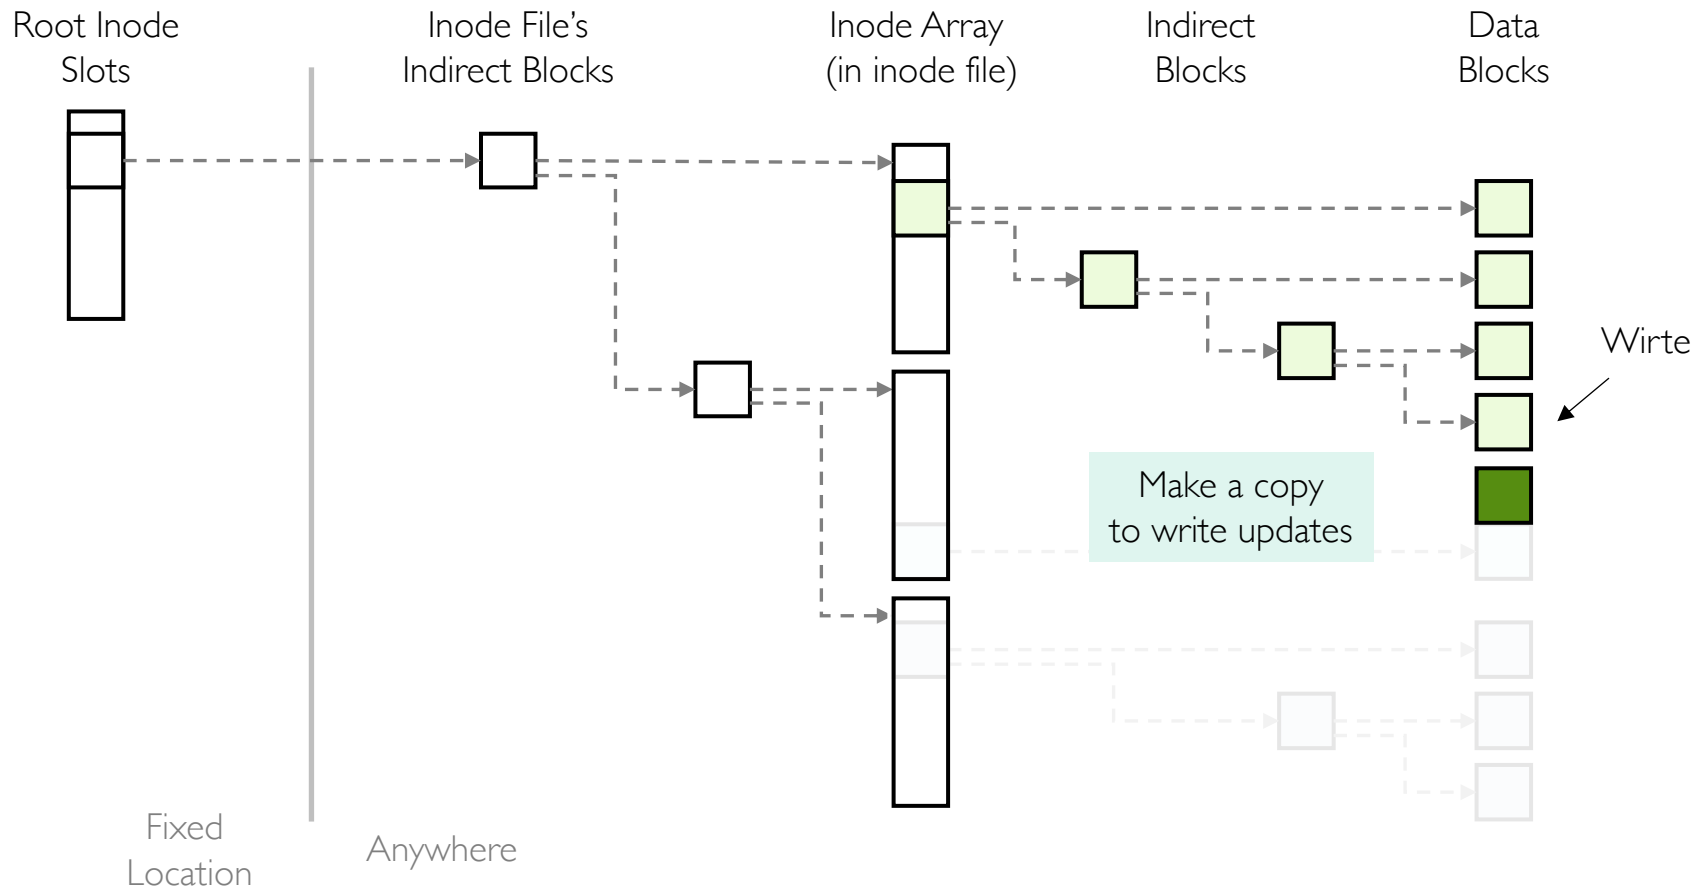 Root Inode
Slots
Inode File's
Indirect Blocks
Inode Array
(in inode file)
Indirect
Blocks
Data
Blocks
Wirte
Make a copy
to write updates
Fixed
Location
Anywhere